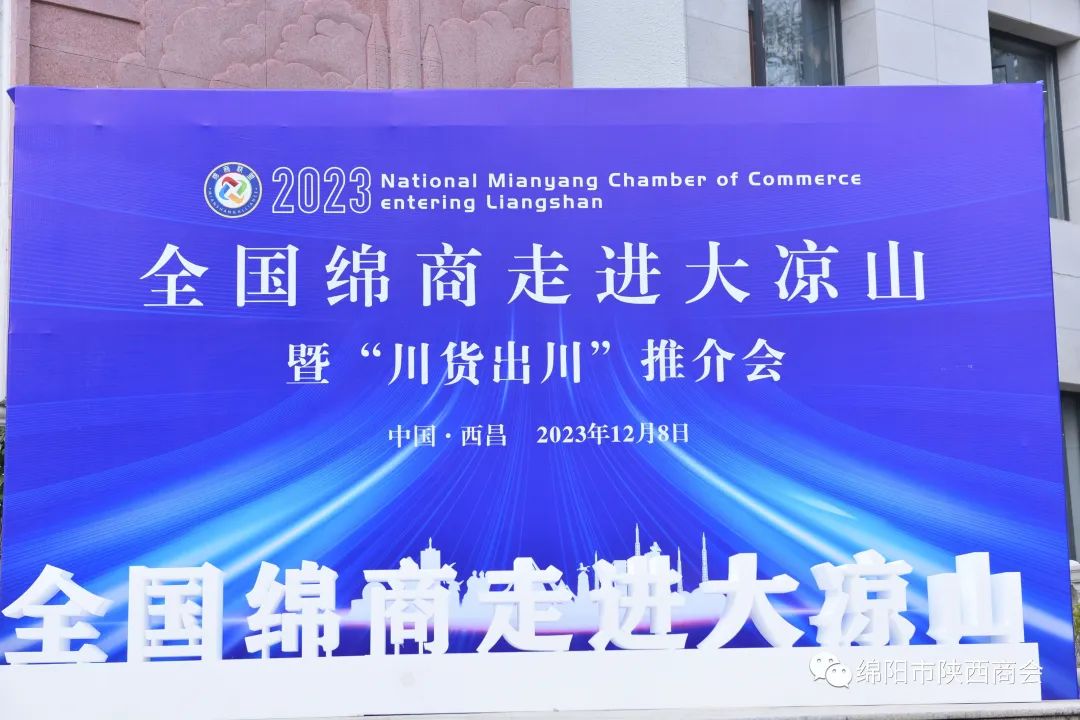 2023 National Mianyang Chamber of Commerce
entering Liangshan
全国绵商走进大凉山
暨“川货出川”推介会
中国·西昌 2023年12月8日
全国绵商走进大凉山
绵阳市陕西商会